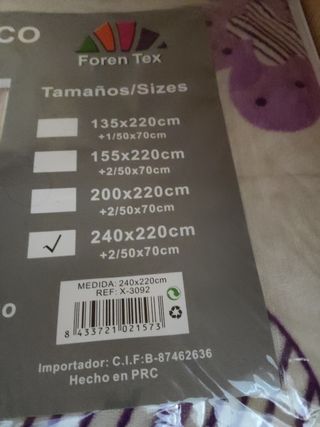 CO
Foren Tex
Tamaños/Sizes
135x220cm
+1/50x70cm
155x220cm
+2/50x70cm
200x220cm
+2/50x70cm
240x220cm
+2/50x70cm
MEDIDA: 240x220cm
REF: X-3092
8 433721 021573
o
Importador: C.I.F:B-87462636
Hecho en PRC